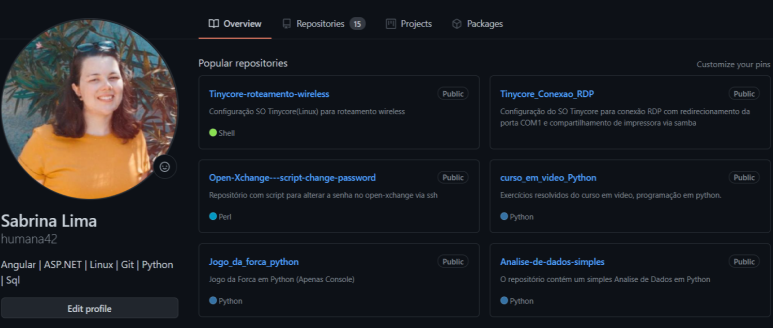 Overview
Repositories 15
Projects
Packages
Popular repositories
Customize your pins
Tinycore-roteamento-wireless
Public
Configuração SO Tinycore(Linux) para roteamento wireless
Shell
Tinycore_Conexao_RDP
Public
Configuração do SO Tinycore para conexão RDP com redirecionamento da
porta COM1 e compartilhamento de impressora via samba
Open-Xchange---script-change-password
Public
Repositório com script para alterar a senha no open-xchange via ssh
Perl
curso_em_video_Python
Public
Exercícios resolvidos do curso em video, programação em python.
Python
Jogo_da_forca_python
Public
Jogo da Forca em Python (Apenas Console)
Python
Analise-de-dados-simples
Public
O repositório contém um simples Analise de Dados em Python
Python
Sabrina Lima
humana42
Angular | ASP.NET | Linux | Git | Python
| Sql
Edit profile